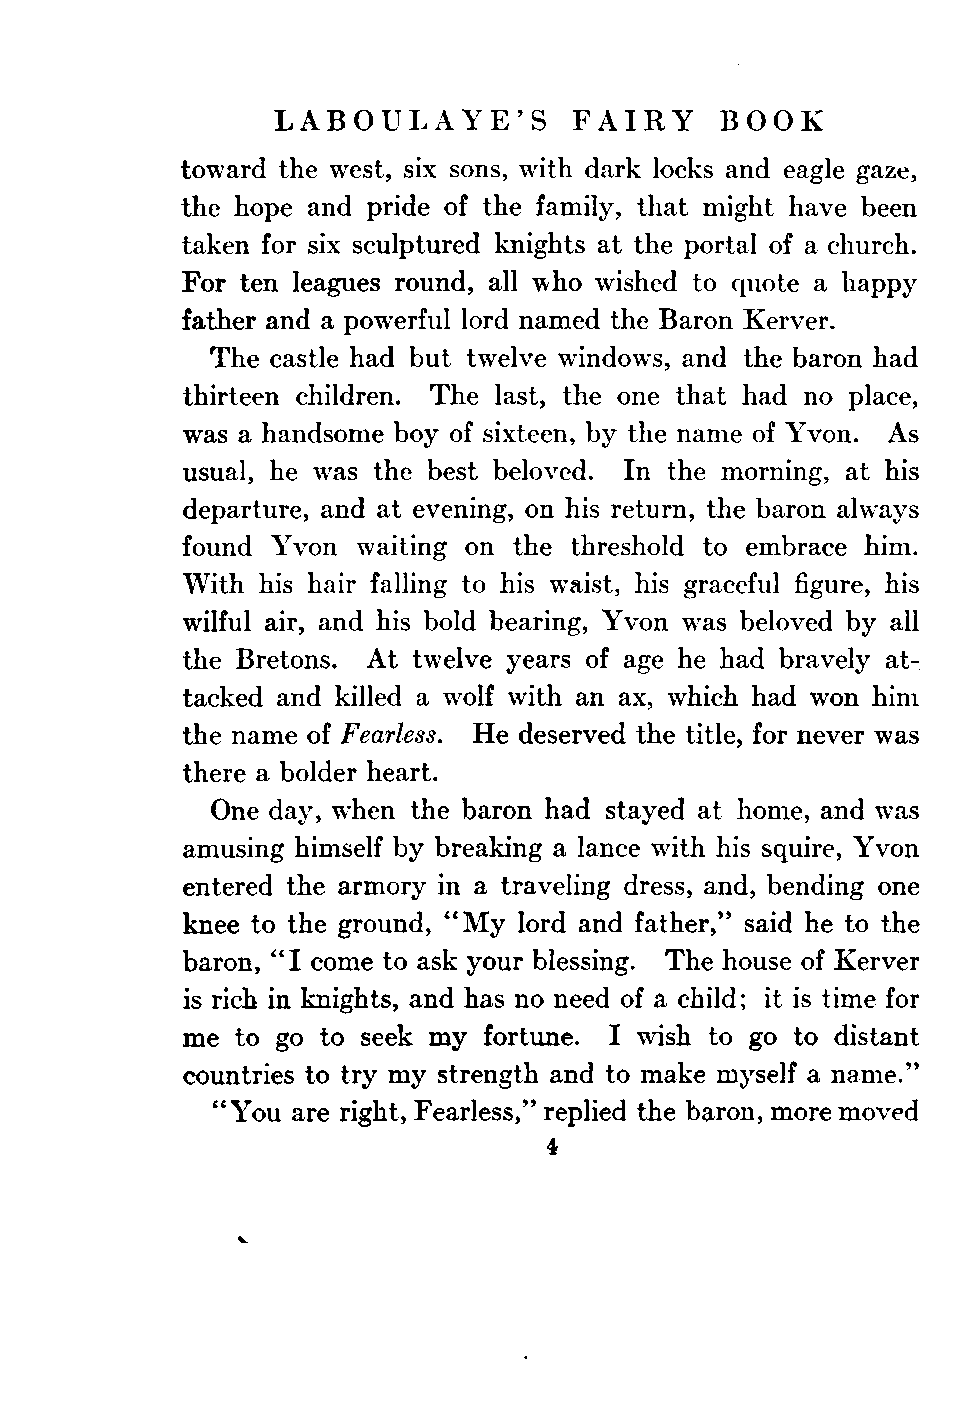 LABOULAYE'S FAIRY BOOK
toward the west, six sons, with dark locks and eagle gaze,
the hope and pride of the family, that might have been
taken for six sculptured knights at the portal of a church.
For ten leagues round, all who wished to quote a happy
father and a powerful lord named the Baron Kerver.
The castle had but twelve windows, and the baron had
thirteen children. The last, the one that had no place,
was a handsome boy of sixteen, by the name of Yvon. As
usual, he was the best beloved. In the morning, at his
departure, and at evening, on his return, the baron always
found Yvon waiting on the threshold to embrace him.
With his hair falling to his waist, his graceful figure, his
wilful air, and his bold bearing, Yvon was beloved by all
the Bretons. At twelve years of age he had bravely at-
tacked and killed a wolf with an ax, which had won him
the name of Fearless. He deserved the title, for never was
there a bolder heart.
One day, when the baron had stayed at home, and was
amusing himself by breaking a lance with his squire, Yvon
entered the armory in a traveling dress, and, bending one
knee to the ground, "My lord and father," said he to the
baron, "I come to ask your blessing. The house of Kerver
is rich in knights, and has no need of a child; it is time for
me to go to seek my fortune. I wish to go to distant
countries to try my strength and to make myself a name."
"You are right, Fearless," replied the baron, more moved
4